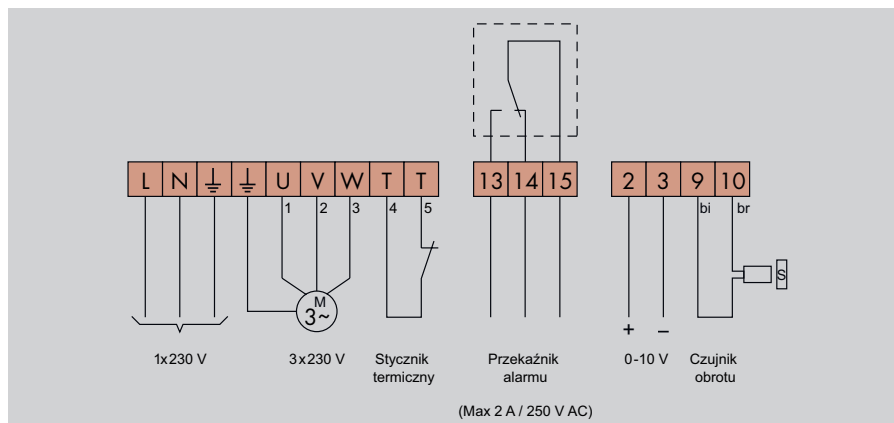 L N U V W T T
13 14 15
2 3 9 10
1 2 3 4 5
bi br
M
3~
S
+ –
1x230 V
3x230 V
Stycznik
termiczny
Przekaźnik
alarmu
0-10 V
Czujnik
obrotu
(Max 2 A / 250 V AC)